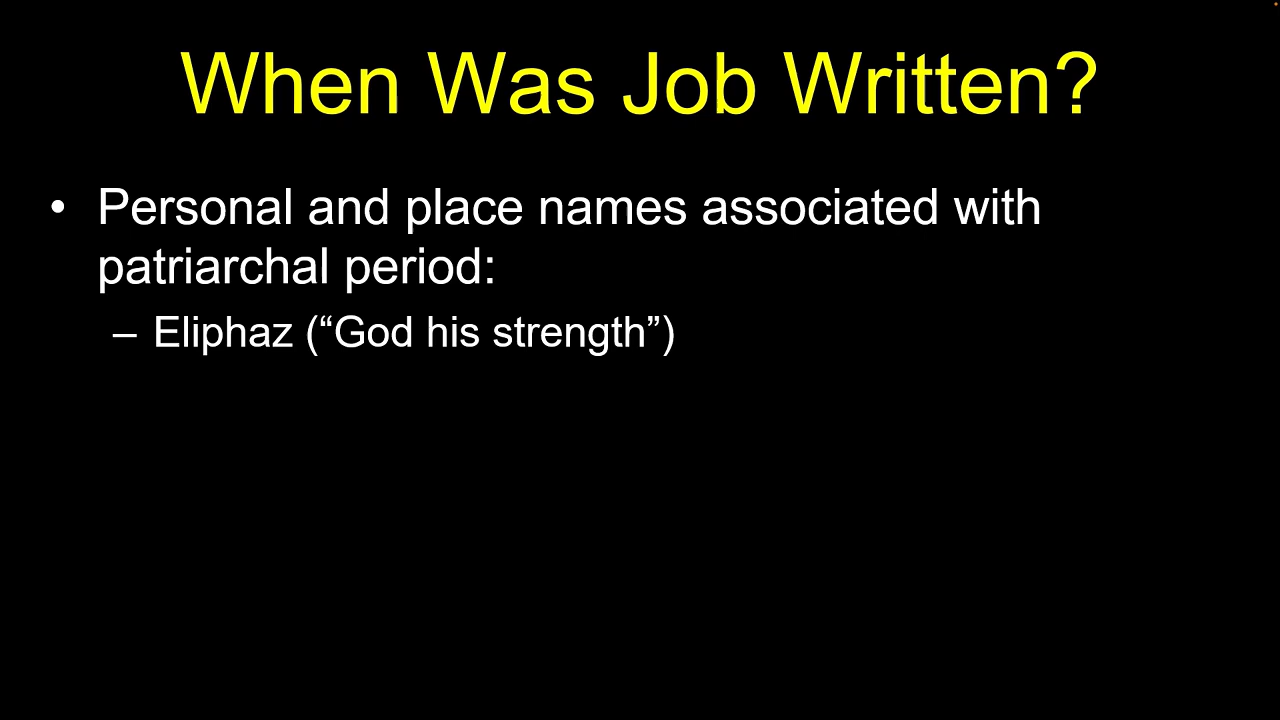 When Was Job Written?
• Personal and place names associated with
patriarchal period:
– Eliphaz (“God his strength”)